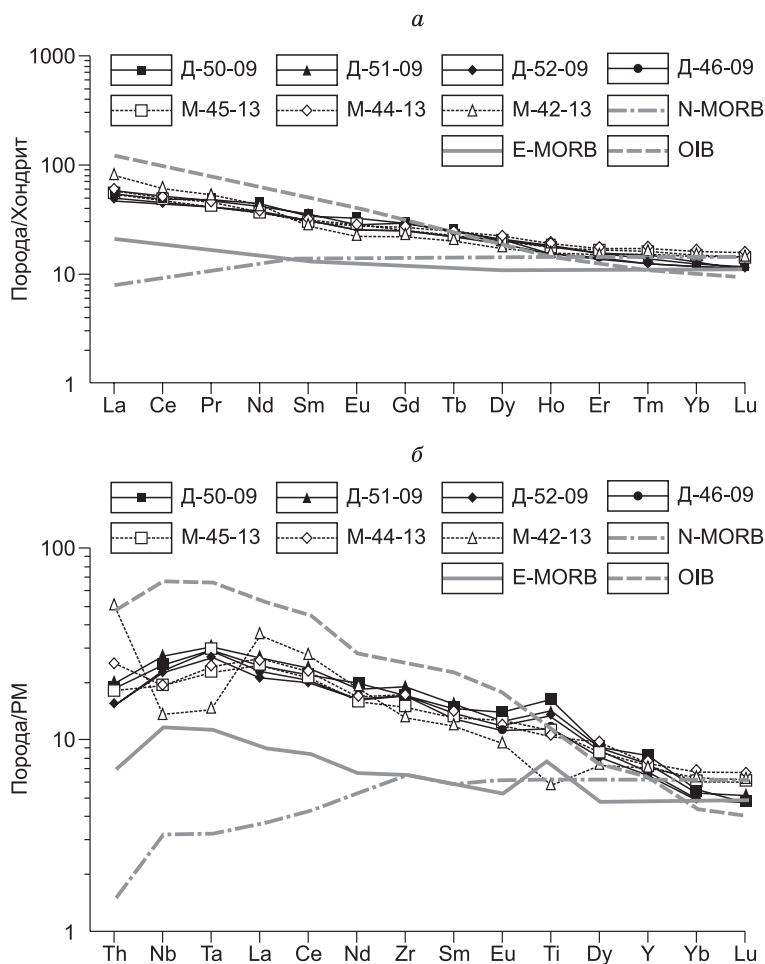 а
1000
Д-50-09 Д-51-09 Д-52-09 Д-46-09
М-45-13 М-44-13 М-42-13 N-MORB
E-MORB OIB
100
10
1
Порода/Хондрит
La Ce Pr Nd Sm Eu Gd Tb Dy Ho Er Tm Yb Lu
б
Д-50-09 Д-51-09 Д-52-09 Д-46-09
М-45-13 М-44-13 М-42-13 N-MORB
E-MORB OIB
100
10
1
Порода/PM
Th Nb Ta La Ce Nd Zr Sm Eu Ti Dy Y Yb Lu